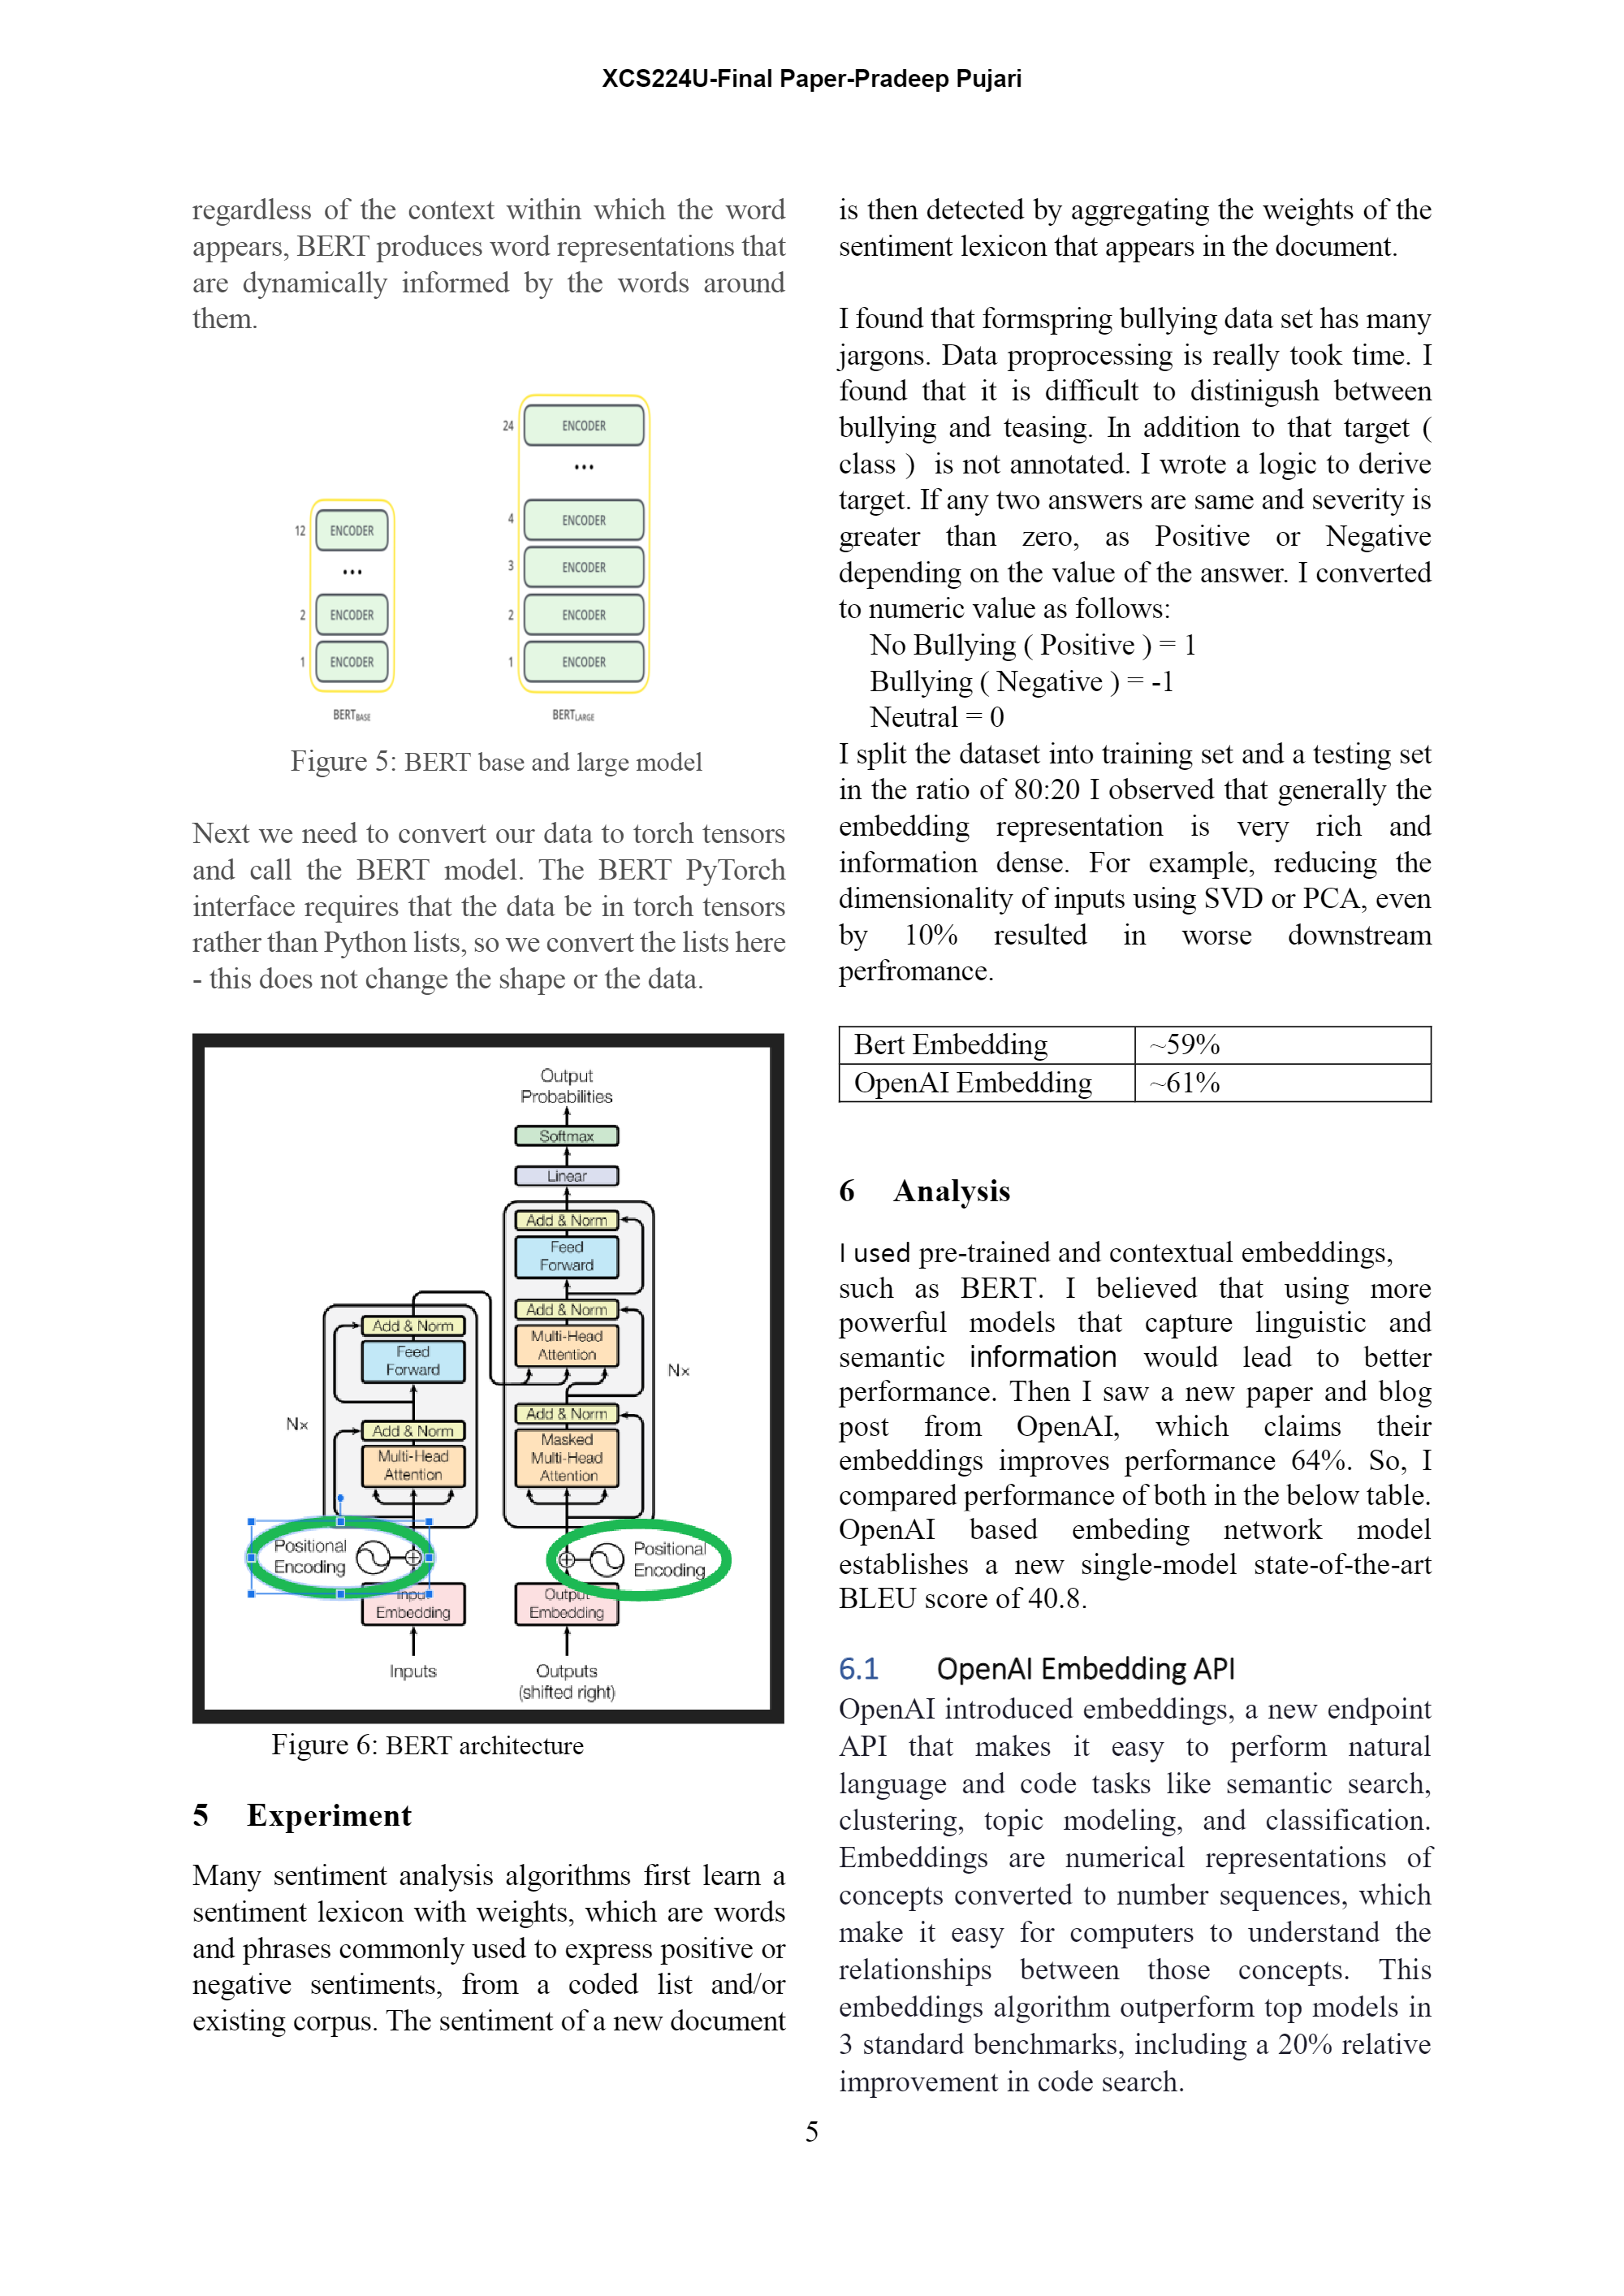 XCS224U-Final Paper-Pradeep Pujari
regardless of the context within which the word
appears, BERT produces word representations that
are dynamically informed by the words around
them.
24 ENCODER
...
4 ENCODER
12 ENCODER
3 ENCODER
...
2 ENCODER
2 ENCODER
1 ENCODER
1 ENCODER
BERTBASE
BERTLARGE
Figure 5: BERT base and large model
Next we need to convert our data to torch tensors
and call the BERT model. The BERT PyTorch
interface requires that the data be in torch tensors
rather than Python lists, so we convert the lists here
- this does not change the shape or the data.
Output
Probabilities
Softmax
Linear
Add & Norm
Feed
Forward
Add & Norm
Multi-Head
Attention
Nx
Add & Norm
Masked
Multi-Head
Attention
Add & Norm
Feed
Forward
Nx
Add & Norm
Multi-Head
Attention
Positional
Encoding
Positional
Encoding
Input
Embedding
Output
Embedding
Inputs
Outputs
(shifted right)
Figure 6: BERT architecture
5 Experiment
Many sentiment analysis algorithms first learn a
sentiment lexicon with weights, which are words
and phrases commonly used to express positive or
negative sentiments, from a coded list and/or
existing corpus. The sentiment of a new document
is then detected by aggregating the weights of the
sentiment lexicon that appears in the document.
I found that formspring bullying data set has many
jargons. Data proprocessing is really took time. I
found that it is difficult to distinigush between
bullying and teasing. In addition to that target (
class ) is not annotated. I wrote a logic to derive
target. If any two answers are same and severity is
greater than zero, as Positive or Negative
depending on the value of the answer. I converted
to numeric value as follows:
No Bullying ( Positive ) = 1
Bullying ( Negative ) = -1
Neutral = 0
I split the dataset into training set and a testing set
in the ratio of 80:20 I observed that generally the
embedding representation is very rich and
information dense. For example, reducing the
dimensionality of inputs using SVD or PCA, even
by 10% resulted in worse downstream
perfromance.
Bert Embedding ~59%
OpenAI Embedding ~61%
6 Analysis
I used pre-trained and contextual embeddings,
such as BERT. I believed that using more
powerful models that capture linguistic and
semantic information would lead to better
performance. Then I saw a new paper and blog
post from OpenAI, which claims their
embeddings improves performance 64%. So, I
compared performance of both in the below table.
OpenAI based embeding network model
establishes a new single-model state-of-the-art
BLEU score of 40.8.
6.1 OpenAI Embedding API
OpenAI introduced embeddings, a new endpoint
API that makes it easy to perform natural
language and code tasks like semantic search,
clustering, topic modeling, and classification.
Embeddings are numerical representations of
concepts converted to number sequences, which
make it easy for computers to understand the
relationships between those concepts. This
embeddings algorithm outperform top models in
3 standard benchmarks, including a 20% relative
improvement in code search.
5